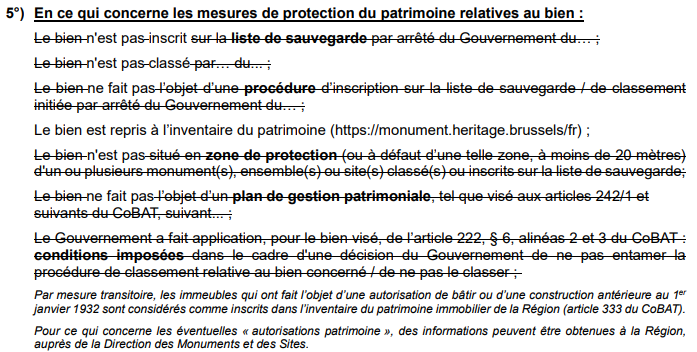 5°) En ce qui concerne les mesures de protection du patrimoine relatives au bien :
Le bien n'est pas inscrit sur la liste de sauvegarde par arrêté du Gouvernement du… ;
Le bien n'est pas classé par… du... ;
Le bien ne fait pas l'objet d'une procédure d'inscription sur la liste de sauvegarde / de classement
initiée par arrêté du Gouvernement du… ;
Le bien est repris à l'inventaire du patrimoine (https://monument.heritage.brussels/fr) ;
Le bien n'est pas situé en zone de protection (ou à défaut d'une telle zone, à moins de 20 mètres)
d'un ou plusieurs monument(s), ensemble(s) ou site(s) classé(s) ou inscrits sur la liste de sauvegarde;
Le bien ne fait pas l'objet d'un plan de gestion patrimoniale, tel que visé aux articles 242/1 et
suivants du CoBAT, suivant... ;
Le Gouvernement a fait application, pour le bien visé, de l'article 222, § 6, alinéas 2 et 3 du CoBAT :
conditions imposées dans le cadre d'une décision du Gouvernement de ne pas entamer la
procédure de classement relative au bien concerné / de ne pas le classer ;
Par mesure transitoire, les immeubles qui ont fait l'objet d'une autorisation de bâtir ou d'une construction antérieure au 1er
janvier 1932 sont considérés comme inscrits dans l'inventaire du patrimoine immobilier de la Région (article 333 du CoBAT).
Pour ce qui concerne les éventuelles « autorisations patrimoine », des informations peuvent être obtenues à la Région,
auprès de la Direction des Monuments et des Sites.